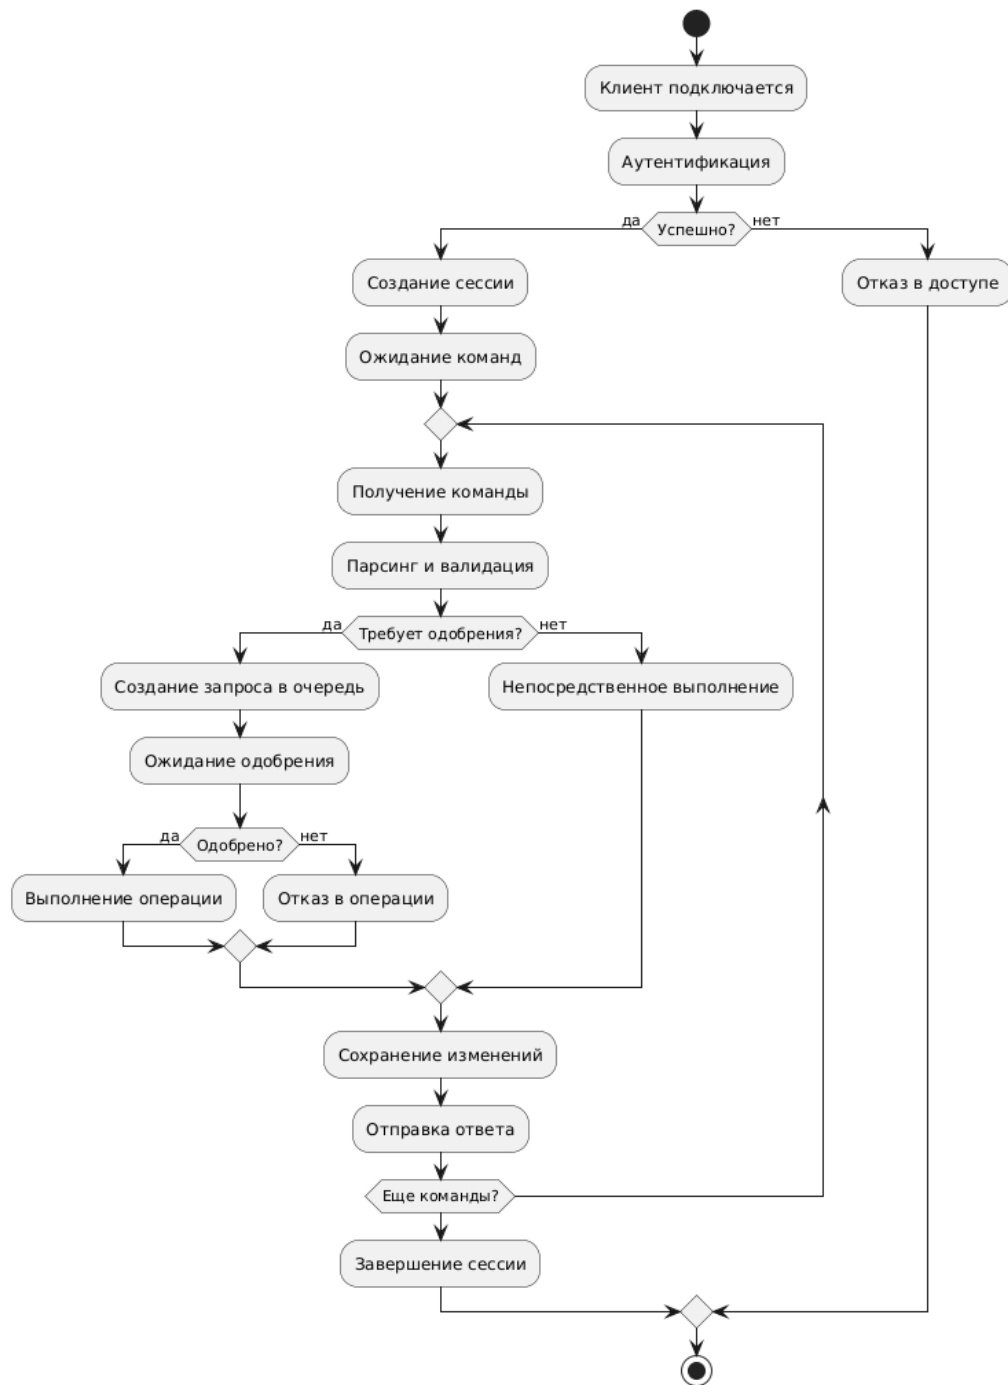 Клиент подключается
Аутентификация
да
Успешно?
нет
Создание сессии
Отказ в доступе
Ожидание команд
Получение команды
Парсинг и валидация
да
Требует одобрения?
нет
Создание запроса в очередь
Непосредственное выполнение
Ожидание одобрения
да
Одобрено?
нет
Выполнение операции
Отказ в операции
Сохранение изменений
Отправка ответа
Еще команды?
Завершение сессии